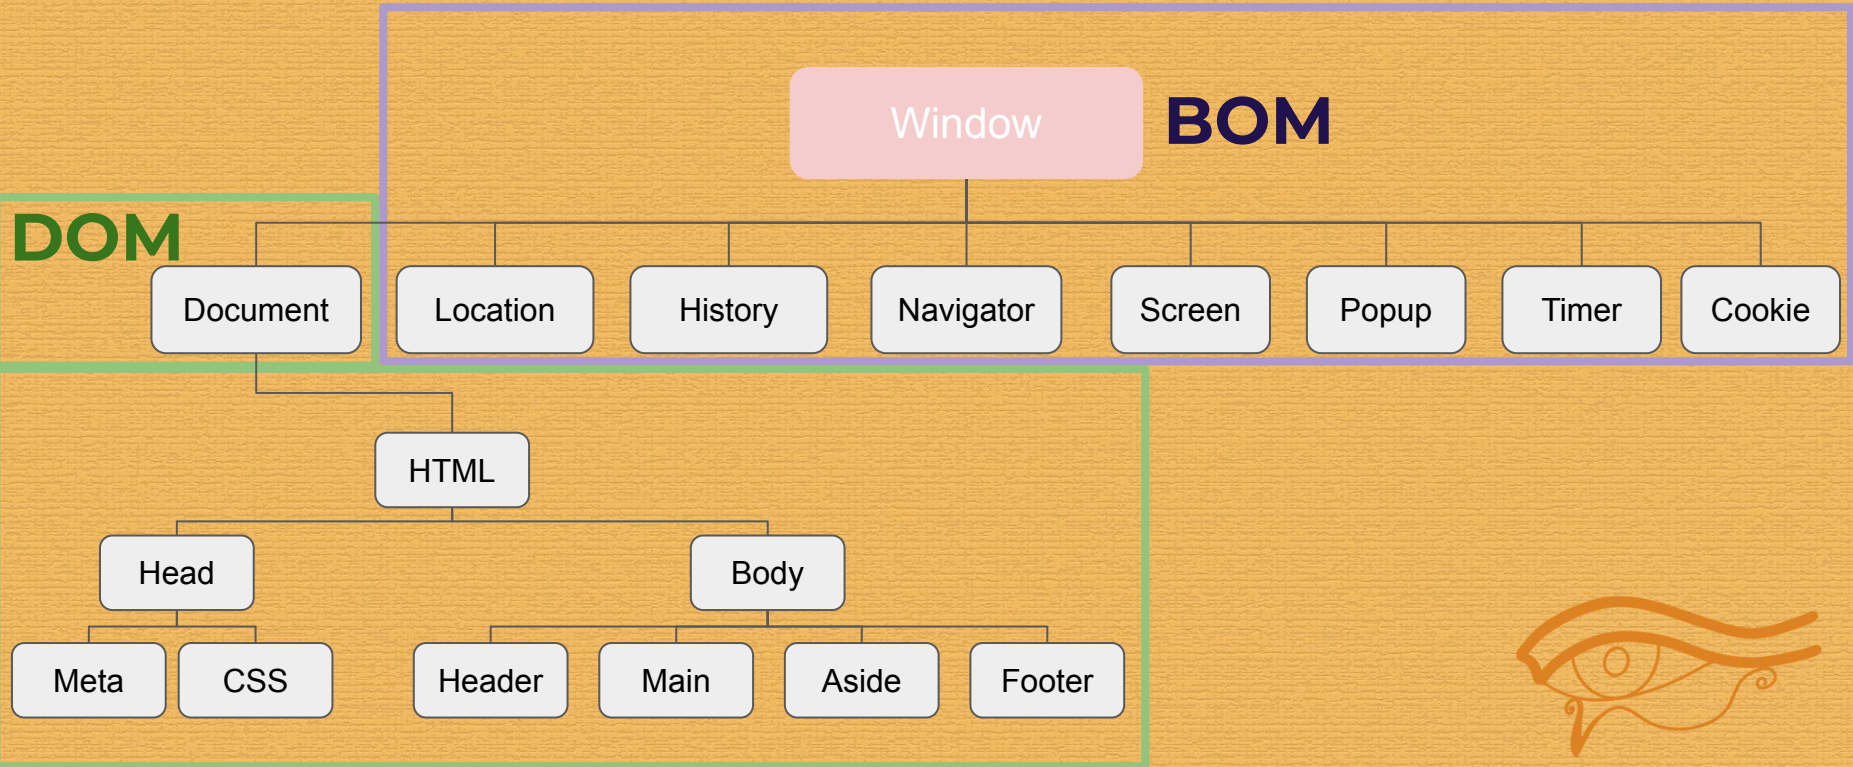 Window
BOM
DOM
Document
Location
History
Navigator
Screen
Popup
Timer
Cookie
HTML
Head
Body
Meta
CSS
Header
Main
Aside
Footer